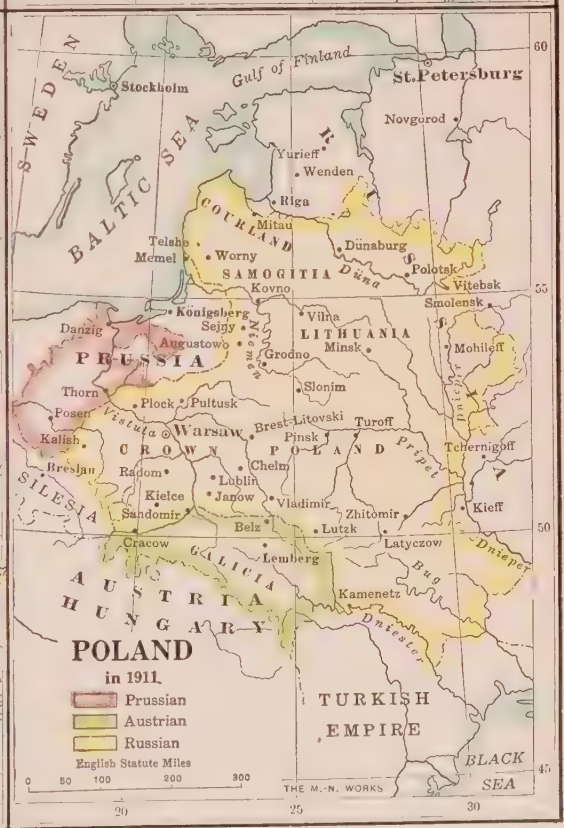 60
SWEDEN
Stockholm
Gulf of Finland
St.Petersburg
BALTIC SEA
Novgorod
RUSSIA
Yurieff
Wenden
Riga
COURLAND
Mitau
Telshe
Memel
Worny
Dünaburg
SAMOGITIA
Düna
Polotsk
Vitebsk
55
Kovno
Smolensk
Königsberg
Vilna
Danzig
Sejny
Niemen
LITHUANIA
Augustowo
Minsk
Mohileff
PRUSSIA
Grodno
Dnieper
Thorn
Slonim
Plock
Pultusk
Posen
Vistula
Warsaw
Brest-Litovski
Turoff
Pinsk
Kalish
CROWN POLAND
Pripet
Tchernigoff
Breslau
Radom
Chelm
Lublin
SILESIA
Kielce
Janow
Vladimir
Sandomir
Zhitomir
Kieff
Belz
Lutzk
50
Cracow
GALICIA
Lemberg
Latyczow
Dnieper
AUSTRIA
HUNGARY
Bug
Kamenetz
Dniester
POLAND
in 1911.
Prussian
Austrian
Russian
English Statute Miles
0 50 100 200 300
TURKISH
EMPIRE
BLACK
SEA
45
THE M.-N. WORKS
20 25 30